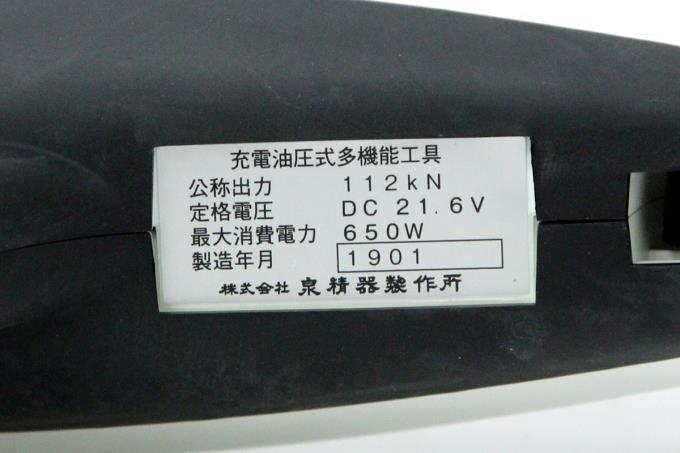 充電油圧式多機能工具
公称出力 112kN
定格電圧 DC 21.6V
最大消費電力 650W
製造年月 1901
株式会社 泉精器製作所